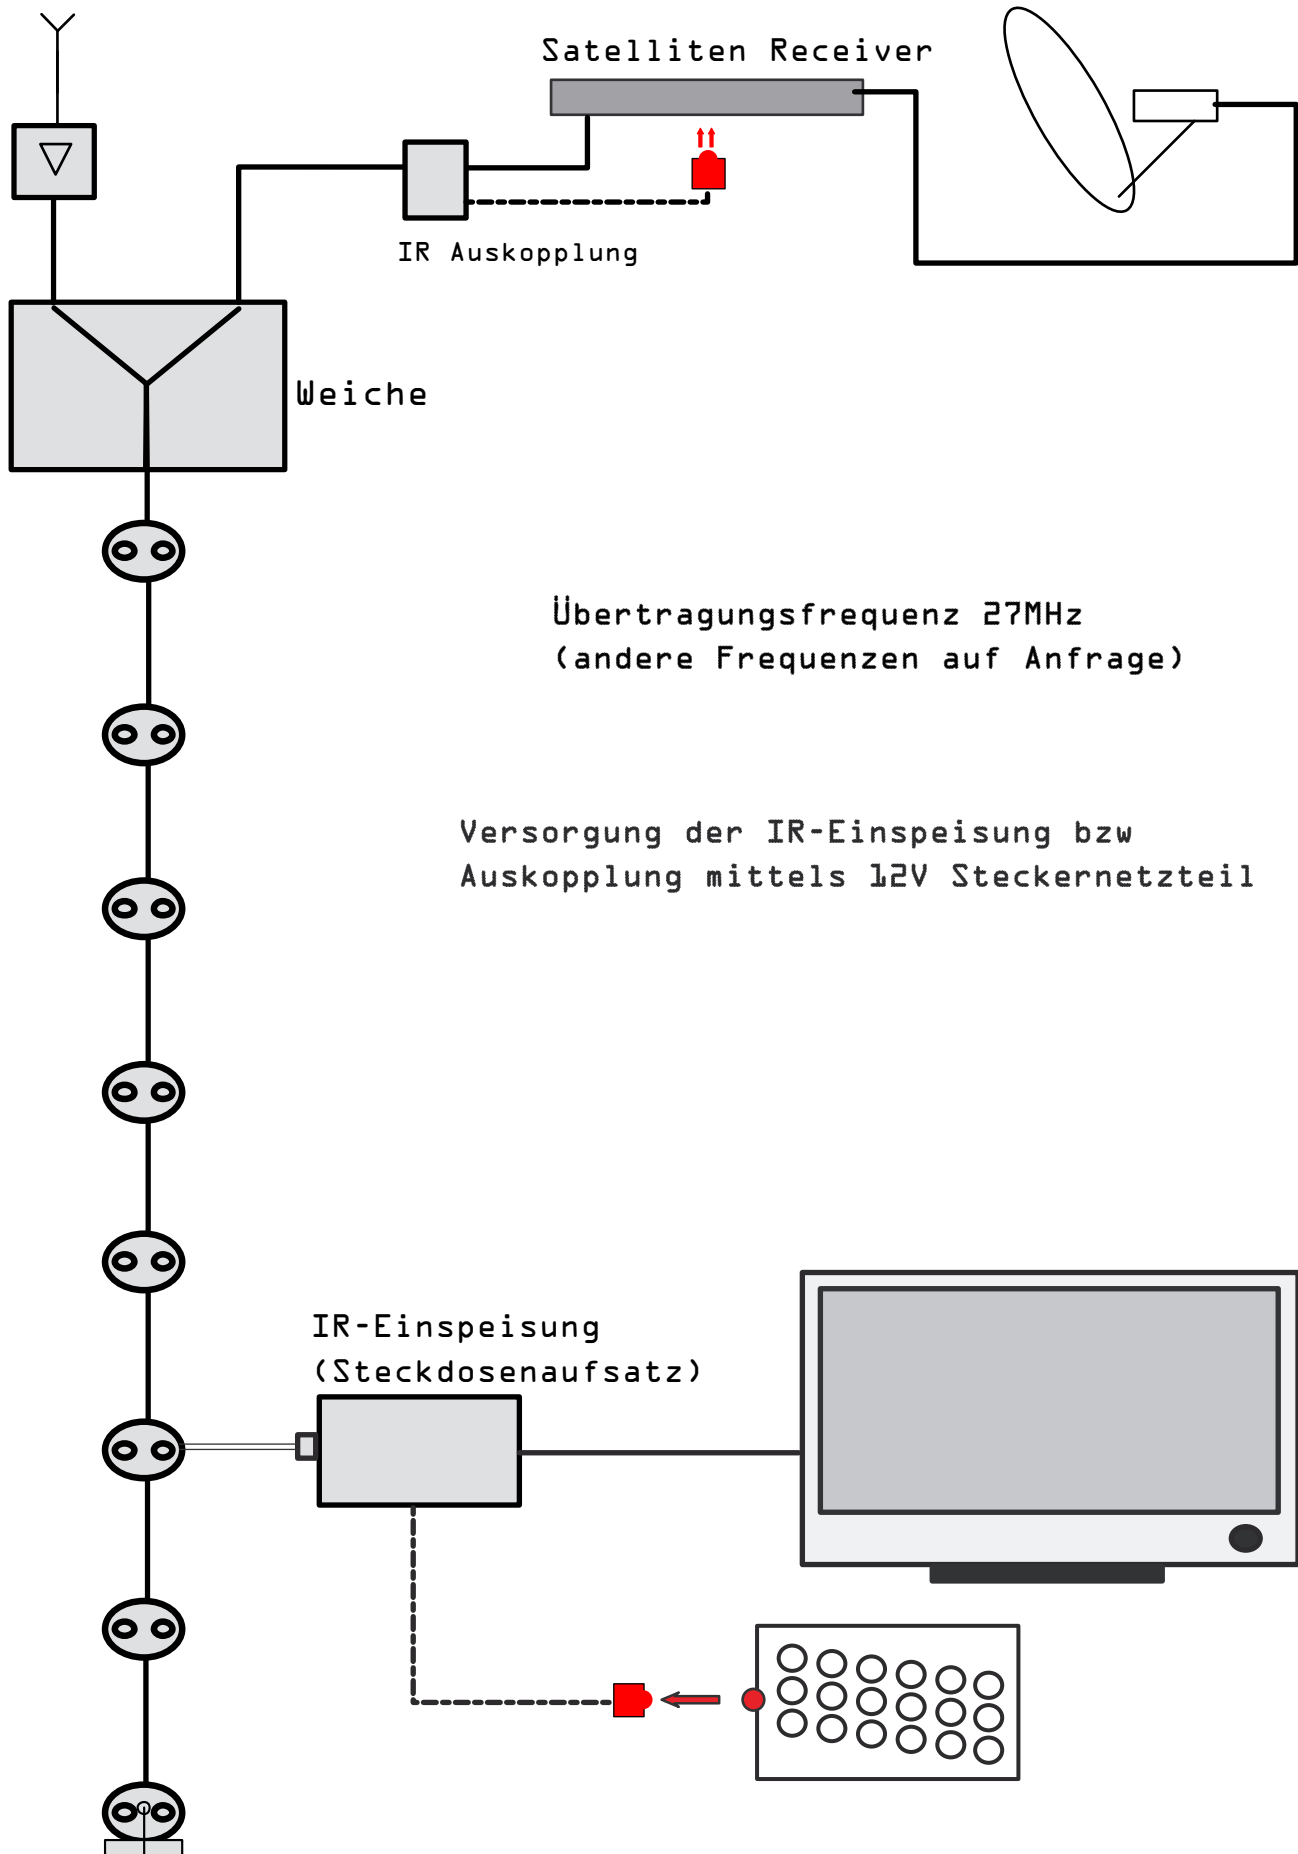 Satelliten Receiver
IR Auskopplung
Weiche
Übertragungsfrequenz 27MHz
(andere Frequenzen auf Anfrage)
Versorgung der IR-Einspeisung bzw
Auskopplung mittels 12V Steckernetzteil
IR-Einspeisung
(Steckdosenaufsatz)